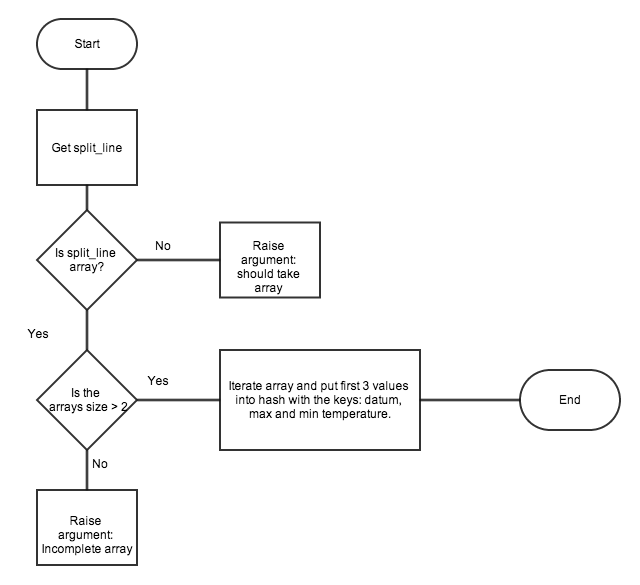 Start
Get split_line
Is split_line
array?
No
Raise
argument:
should take
array
Yes
Is the
arrays size > 2
Yes
Iterate array and put first 3 values
into hash with the keys: datum,
max and min temperature.
End
No
Raise
argument:
Incomplete array